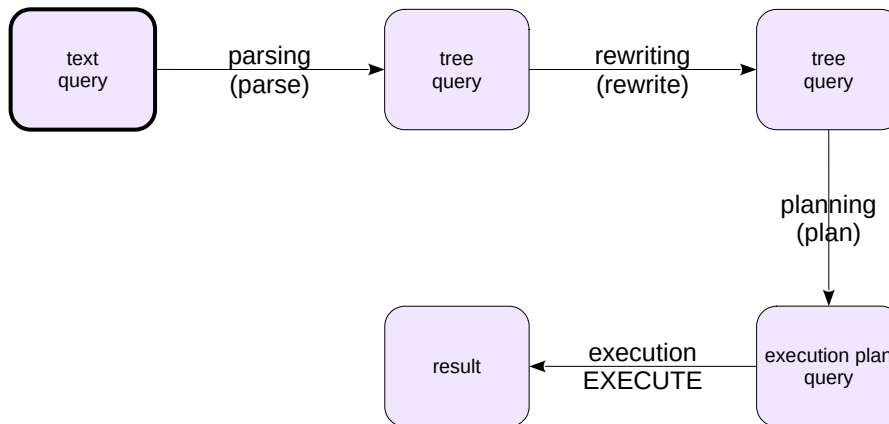 text
query
parsing
(parse)
tree
query
rewriting
(rewrite)
tree
query
planning
(plan)
execution plan
query
execution
EXECUTE
result